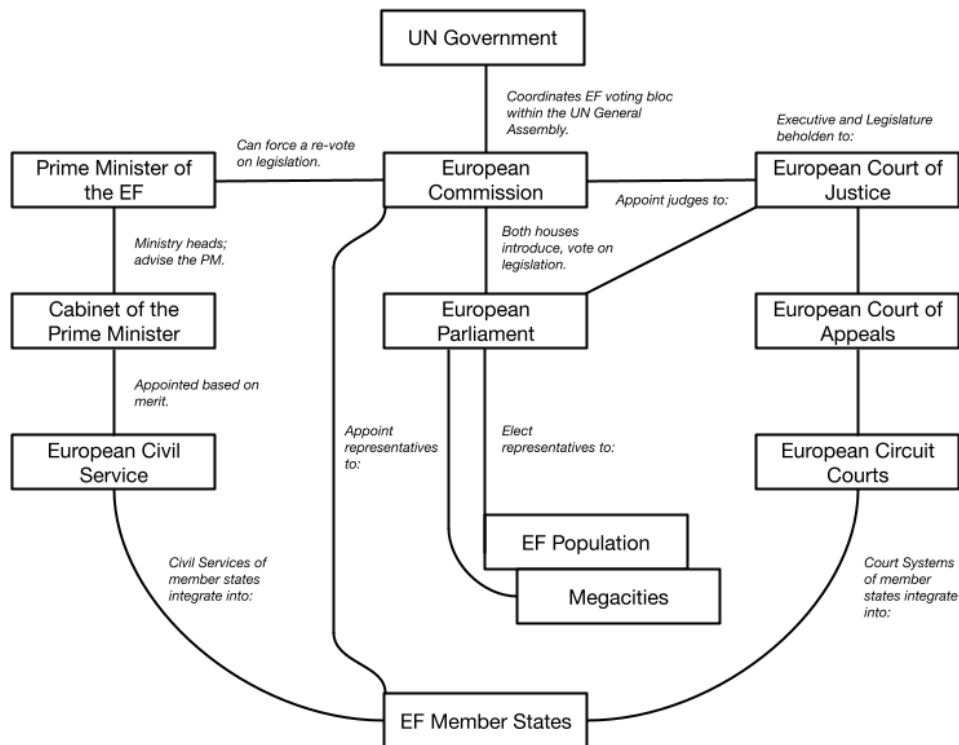 UN Government
Coordinates EF voting bloc
within the UN General
Assembly.
Executive and Legislature
beholden to:
Can force a re-vote
on legislation.
Prime Minister of
the EF
European
Commission
European Court of
Justice
Appoint judges to:
Ministry heads;
advise the PM.
Both houses
introduce, vote on
legislation.
Cabinet of the
Prime Minister
European
Parliament
European Court of
Appeals
Appointed based on
merit.
Appoint
representatives
to:
Elect
representatives to:
European Civil
Service
European Circuit
Courts
EF Population
Civil Services of
member states
integrate into:
Megacities
Court Systems
of member
states integrate
into:
EF Member States